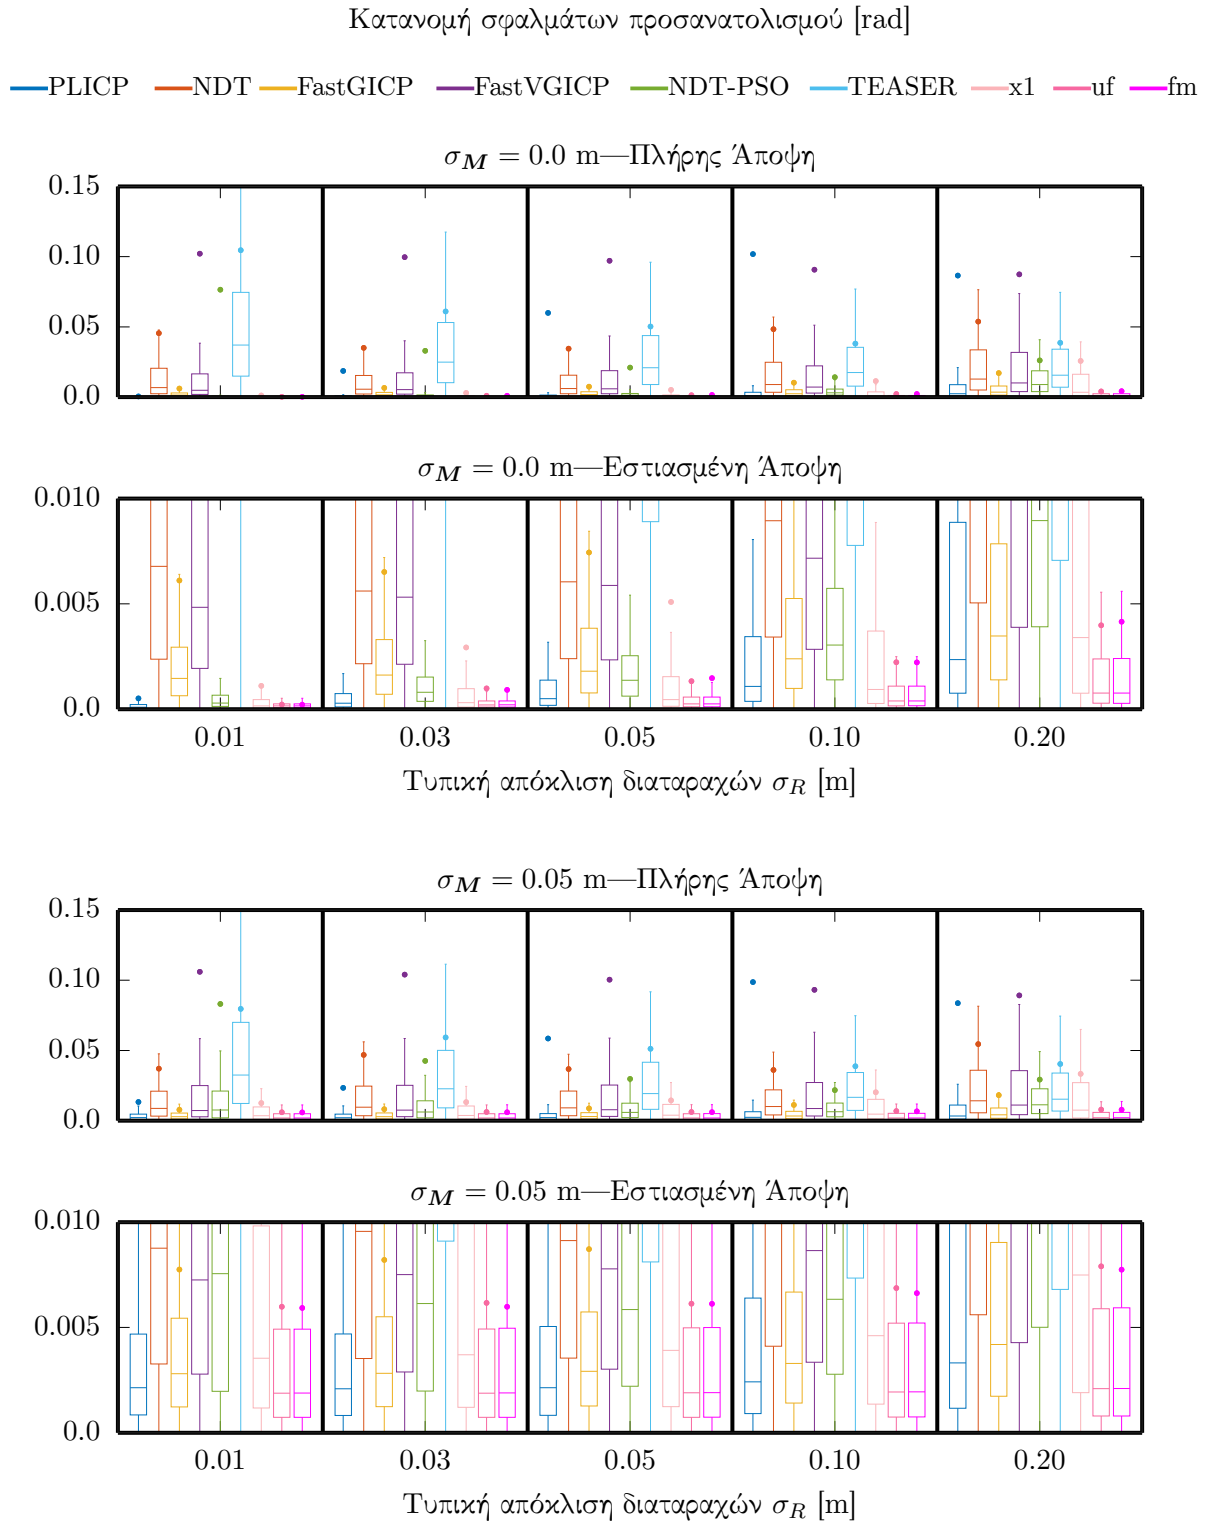 Κατανομή σφαλμάτων προσανατολισμού [rad]
PLICP NDT FastGICP FastVGICP NDT-PSO TEASER x1 uf fm
σ_M = 0.0 m—Πλήρης Άποψη
0.15
0.10
0.05
0.0
σ_M = 0.0 m—Εστιασμένη Άποψη
0.010
0.005
0.0
0.01 0.03 0.05 0.10 0.20
Τυπική απόκλιση διαταραχών σ_R [m]
σ_M = 0.05 m—Πλήρης Άποψη
0.15
0.10
0.05
0.0
σ_M = 0.05 m—Εστιασμένη Άποψη
0.010
0.005
0.0
0.01 0.03 0.05 0.10 0.20
Τυπική απόκλιση διαταραχών σ_R [m]